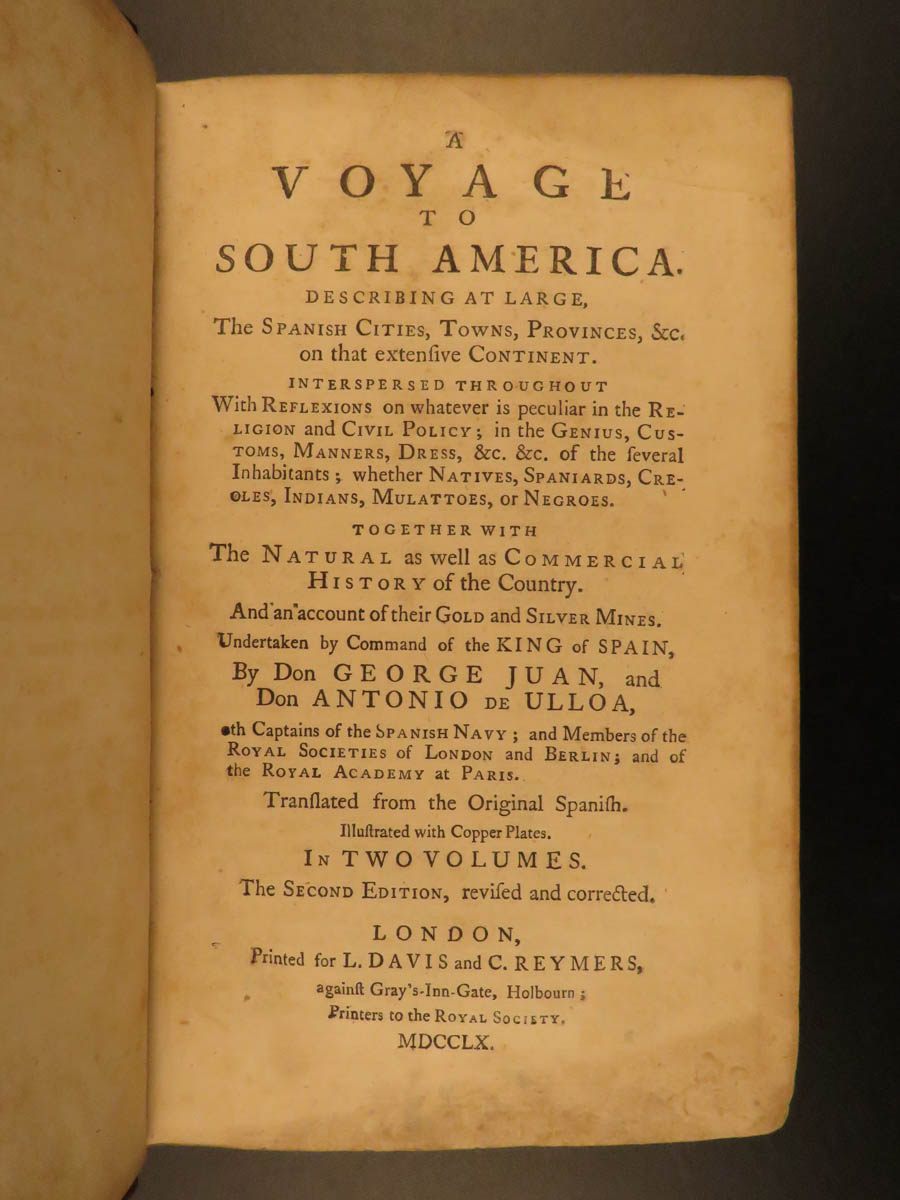 A
VOYAGE
TO
SOUTH AMERICA.
DESCRIBING AT LARGE,
The SPANISH CITIES, TOWNS, PROVINCES, &c.
on that extenſive CONTINENT.
INTERSPERSED THROUGHOUT
With REFLEXIONS on whatever is peculiar in the RE-
LIGION and CIVIL POLICY; in the GENIUS, CUS-
TOMS, MANNERS, DRESS, &c. &c. of the ſeveral
Inhabitants; whether NATIVES, SPANIARDS, CRE-
OLES, INDIANS, MULATTOES, or NEGROES.
TOGETHER WITH
The NATURAL as well as COMMERCIAL
HISTORY of the Country.
And an account of their GOLD and SILVER MINES.
Undertaken by Command of the KING of SPAIN,
By Don GEORGE JUAN, and
Don ANTONIO DE ULLOA,
oth Captains of the SPANISH NAVY; and Members of the
ROYAL SOCIETIES of LONDON and BERLIN; and of
the ROYAL ACADEMY at PARIS.
Tranſlated from the Original Spaniſh.
Illuſtrated with Copper Plates.
IN TWO VOLUMES.
The SECOND EDITION, reviſed and corrected.
LONDON,
Printed for L. DAVIS and C. REYMERS,
againſt Gray's-Inn-Gate, Holbourn;
Printers to the ROYAL SOCIETY.
MDCCLX.